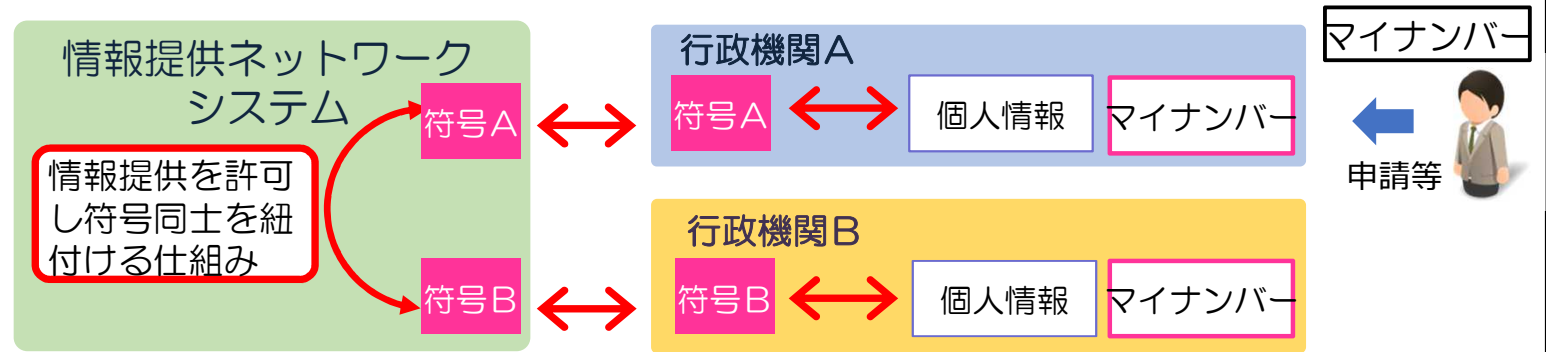 情報提供ネットワーク
システム
符号A
情報提供を許可
し符号同士を紐
付ける仕組み
符号B
行政機関A
符号A
個人情報
マイナンバー
行政機関B
符号B
個人情報
マイナンバー
マイナンバー
申請等